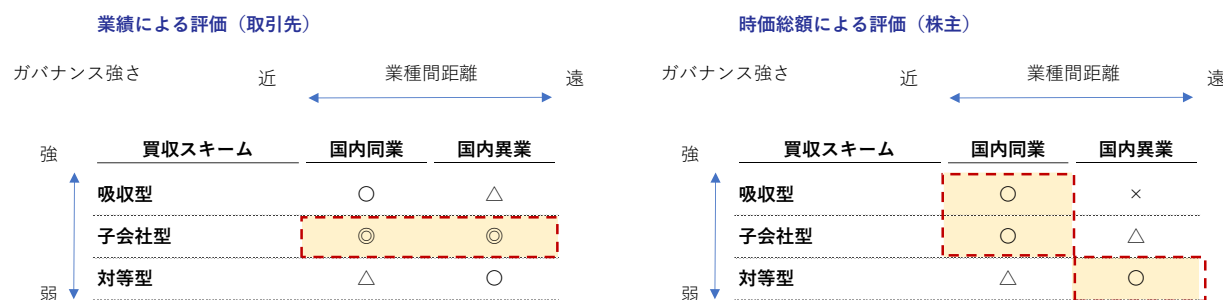 業績による評価（取引先）
ガバナンス強さ 近 業種間距離 遠
強 買収スキーム 国内同業 国内異業
吸収型 ○ △
子会社型 ◎ ◎
対等型 △ ○
弱
時価総額による評価（株主）
ガバナンス強さ 近 業種間距離 遠
強 買収スキーム 国内同業 国内異業
吸収型 ○ ×
子会社型 ○ △
対等型 △ ○
弱